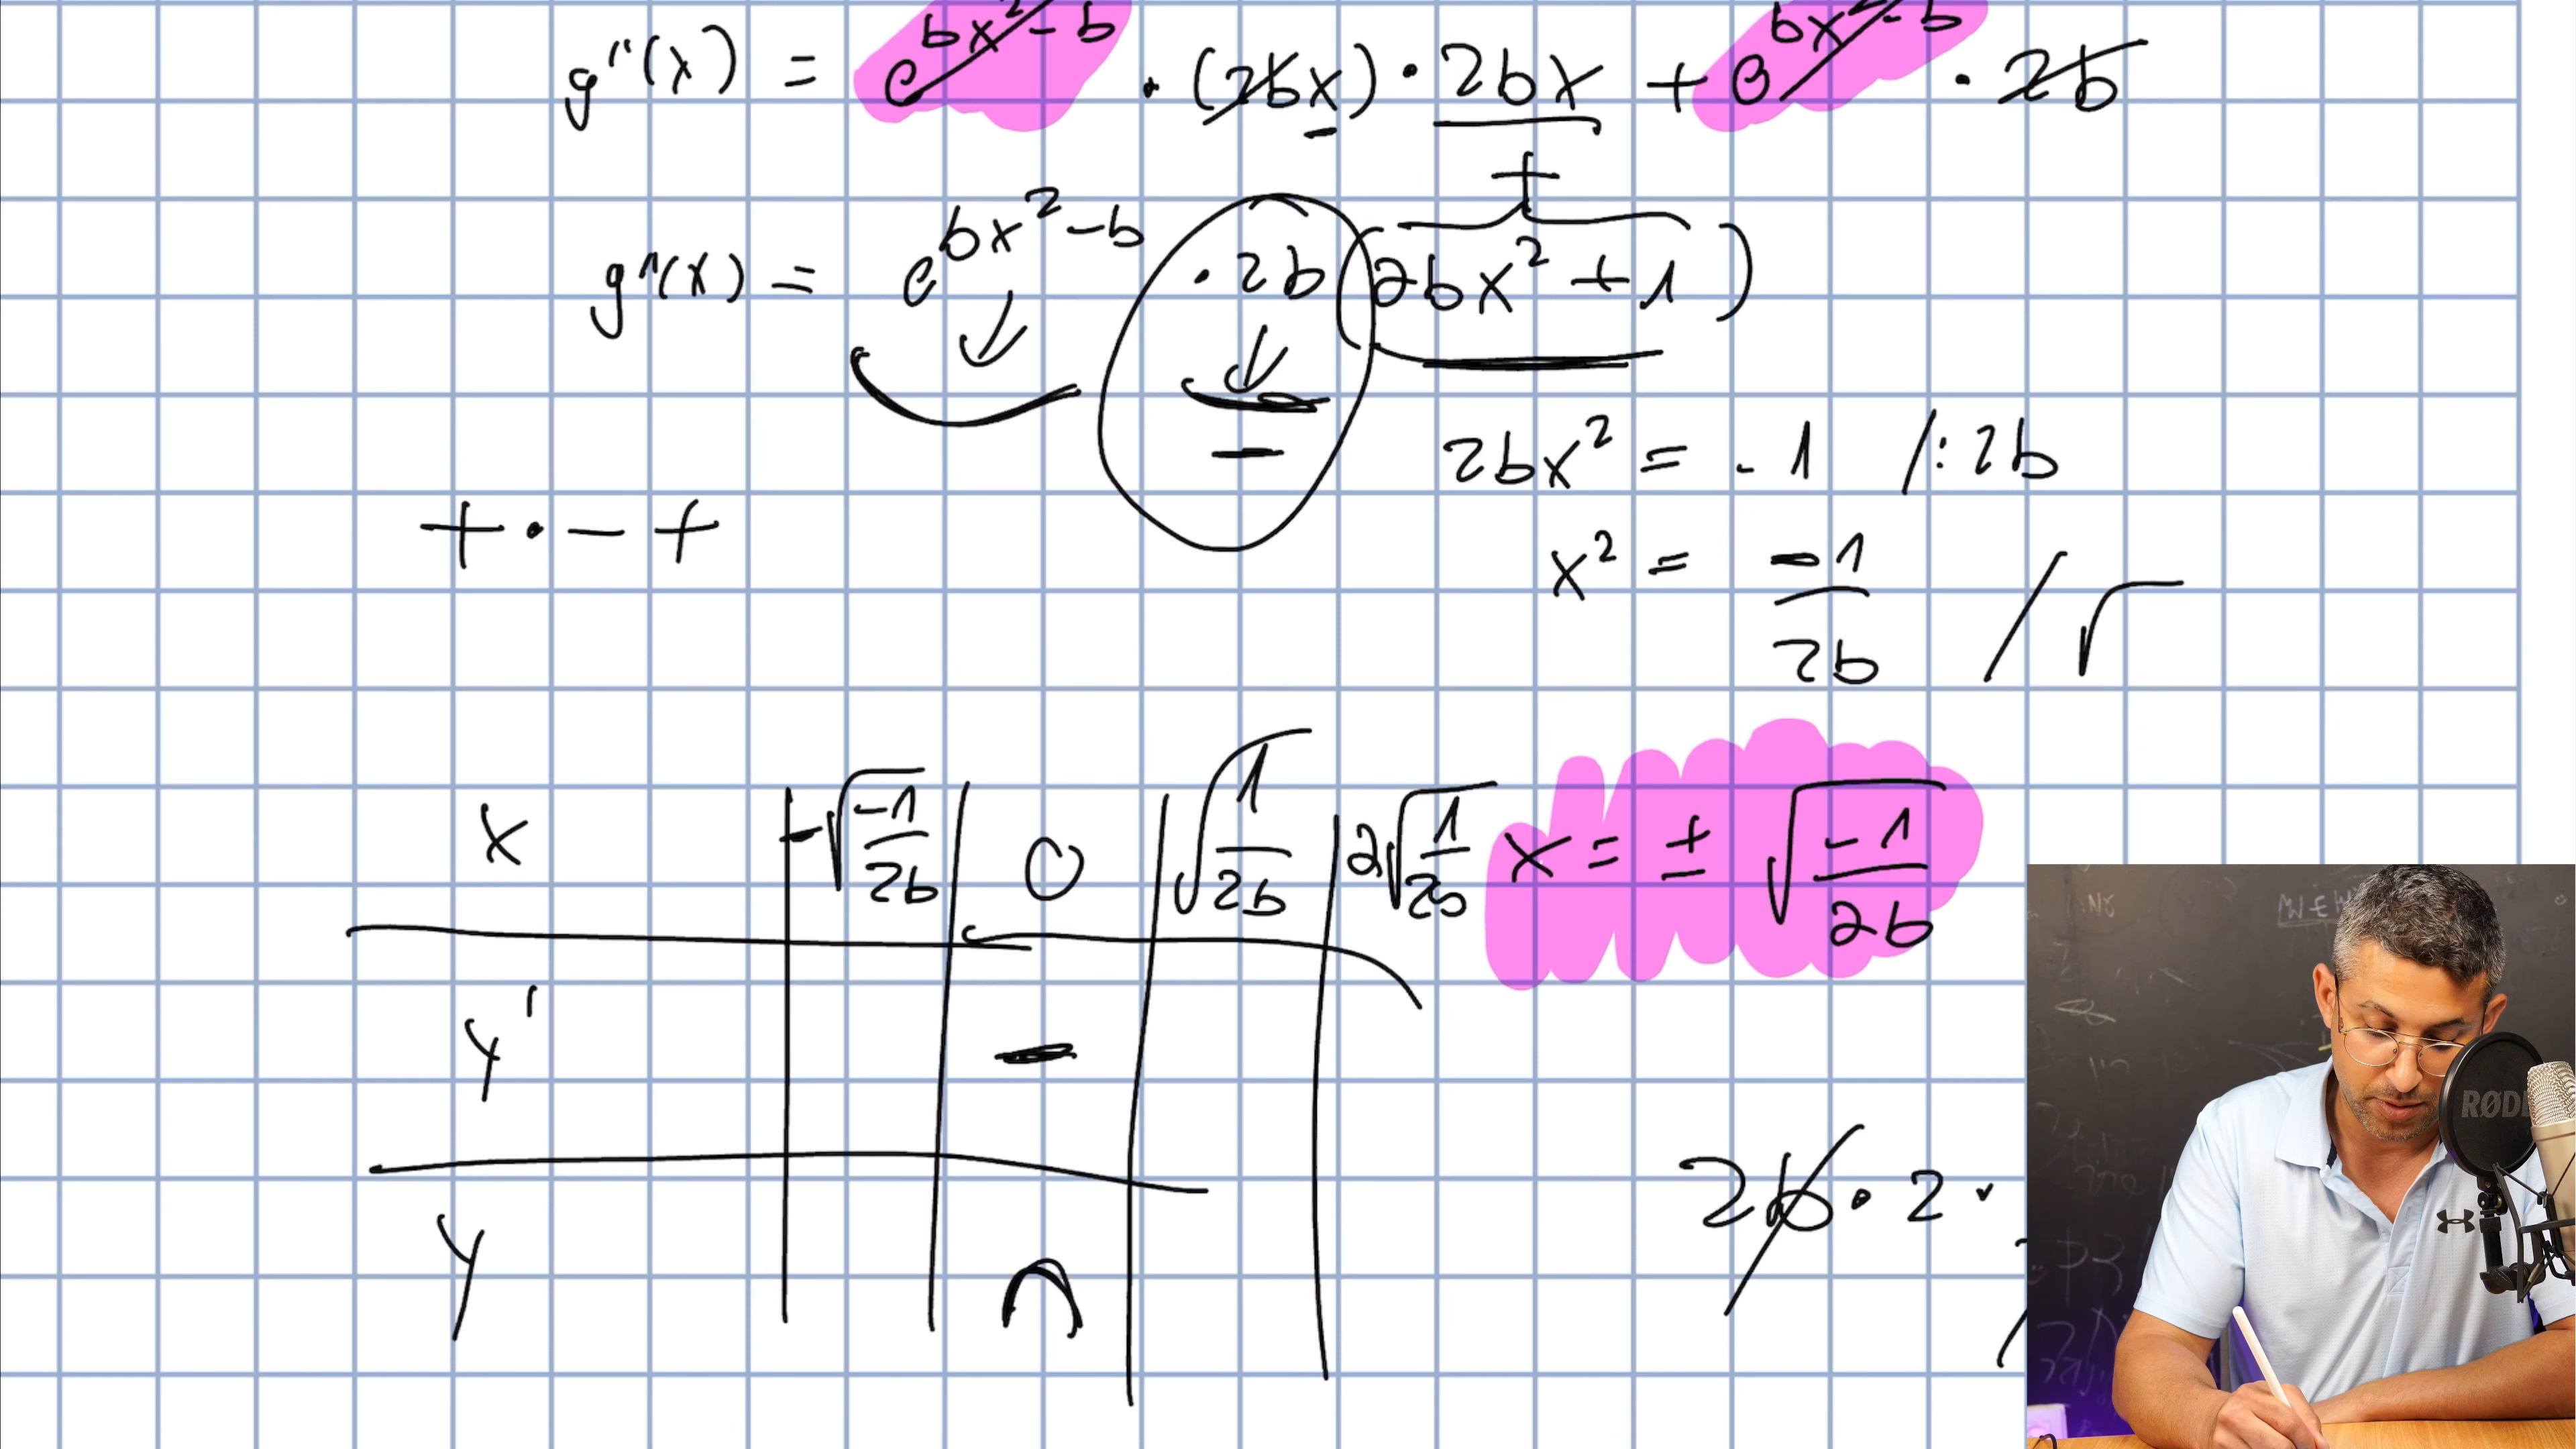 g''(x) = e^(bx²-b) · (2bx) · 2bx + e^(bx²-b) · 2b
+
g''(x) = e^(bx²-b) · 2b (2bx² + 1)
-
2bx² = -1 /: 2b
+ · - +
x² = -1/2b /√
x | -√(-1/2b) | 0 | √(1/2b) | 2√(1/2b)
x = ± √(-1/2b)
y' -
2b · 2 ·
y ∩
RØDE